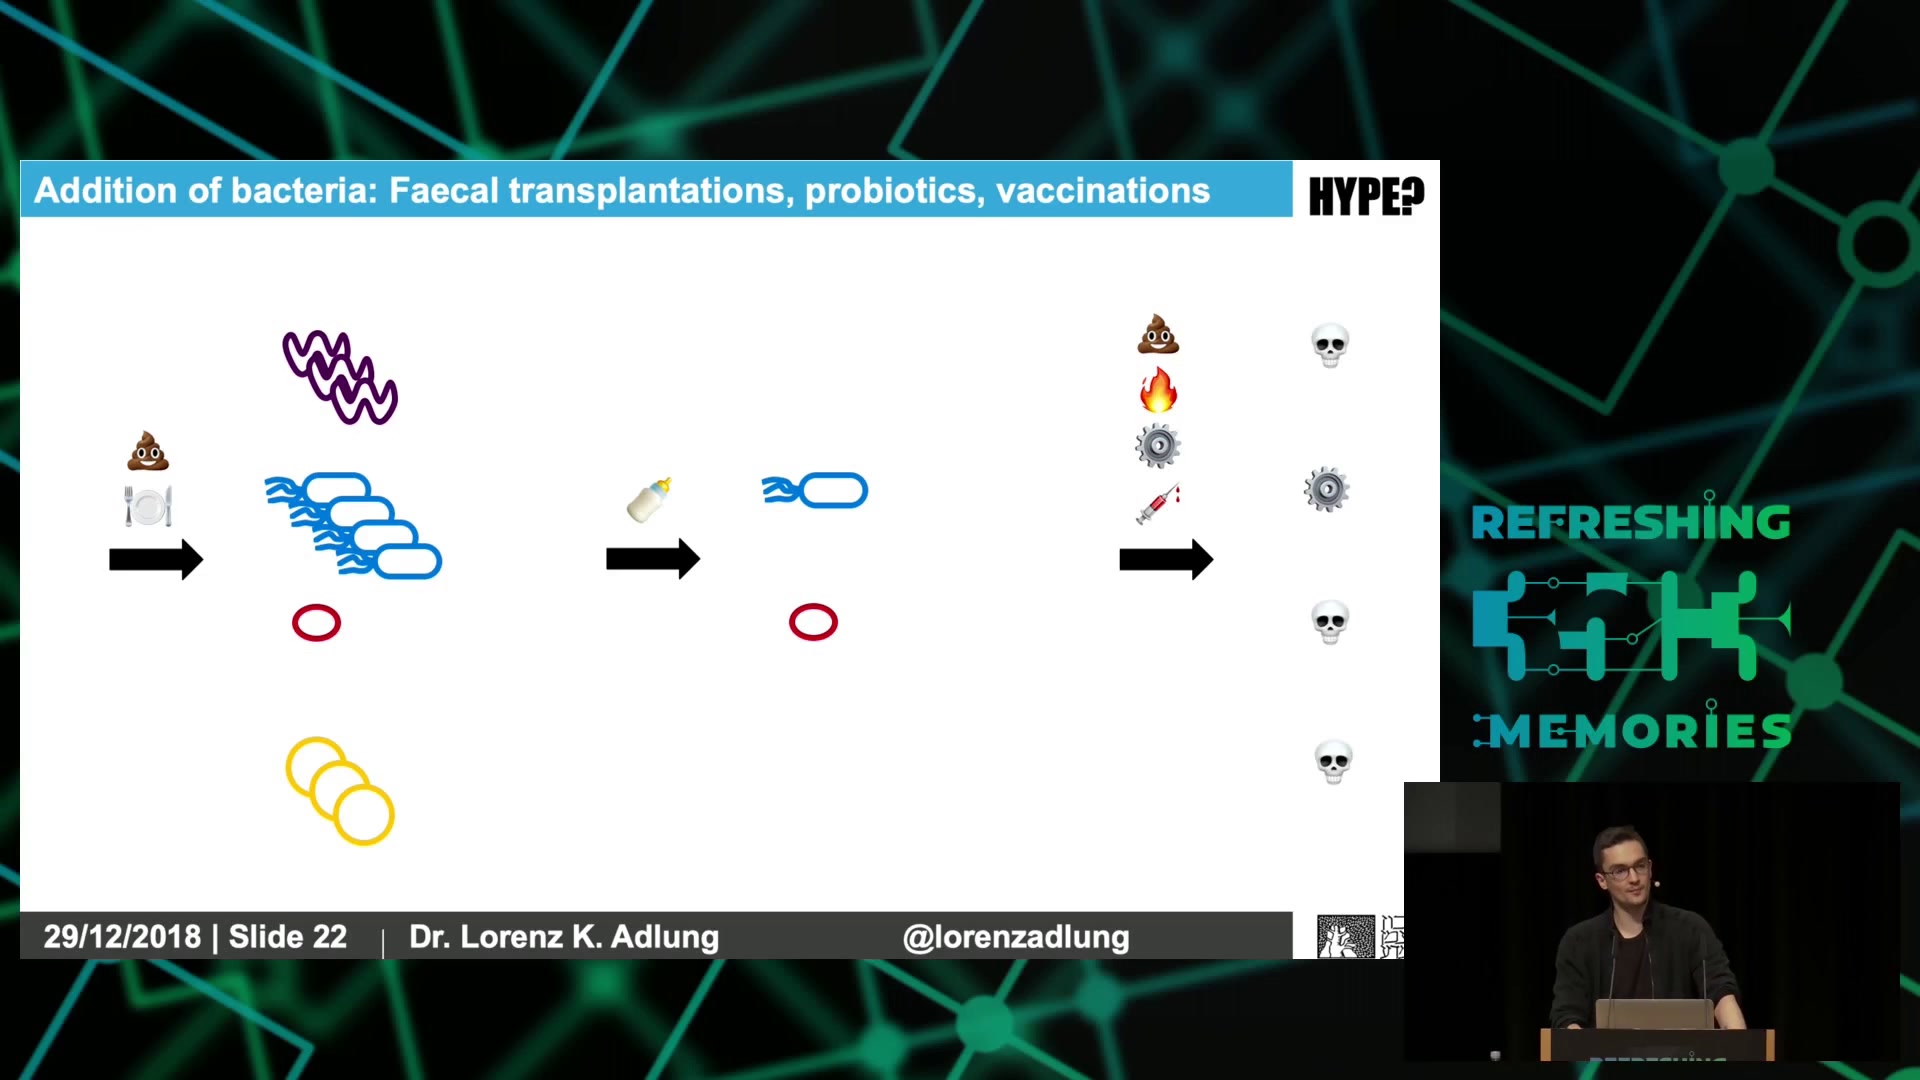 Addition of bacteria: Faecal transplantations, probiotics, vaccinations
HYPE?
29/12/2018 | Slide 22 | Dr. Lorenz K. Adlung @lorenzadlung
REFRESHING
MEMORIES
REFRESHING